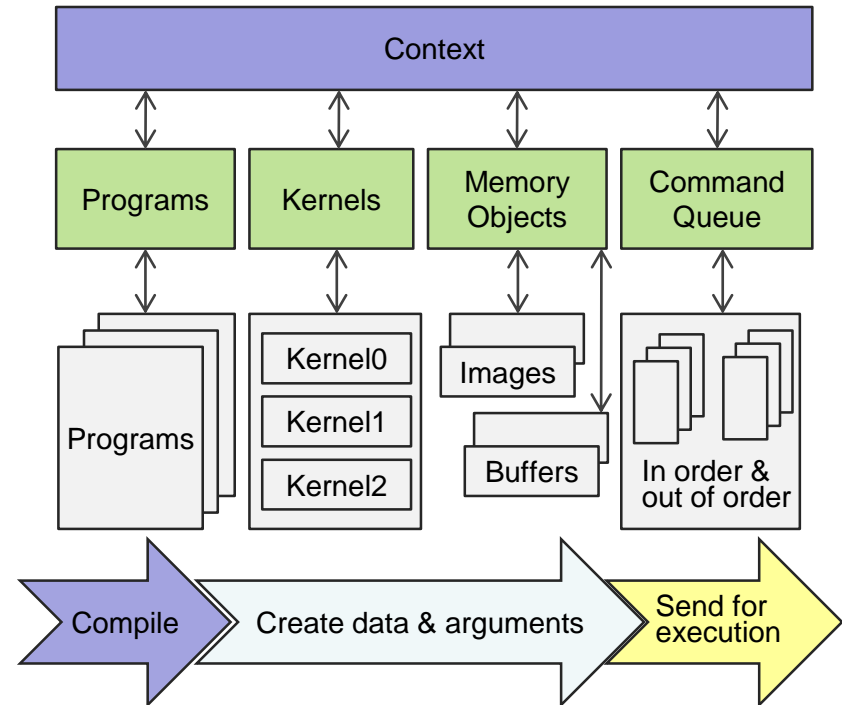 Context
Programs
Kernels
Memory
Objects
Command
Queue
Programs
Kernel0
Kernel1
Kernel2
Images
Buffers
In order &
out of order
Compile
Create data & arguments
Send for
execution